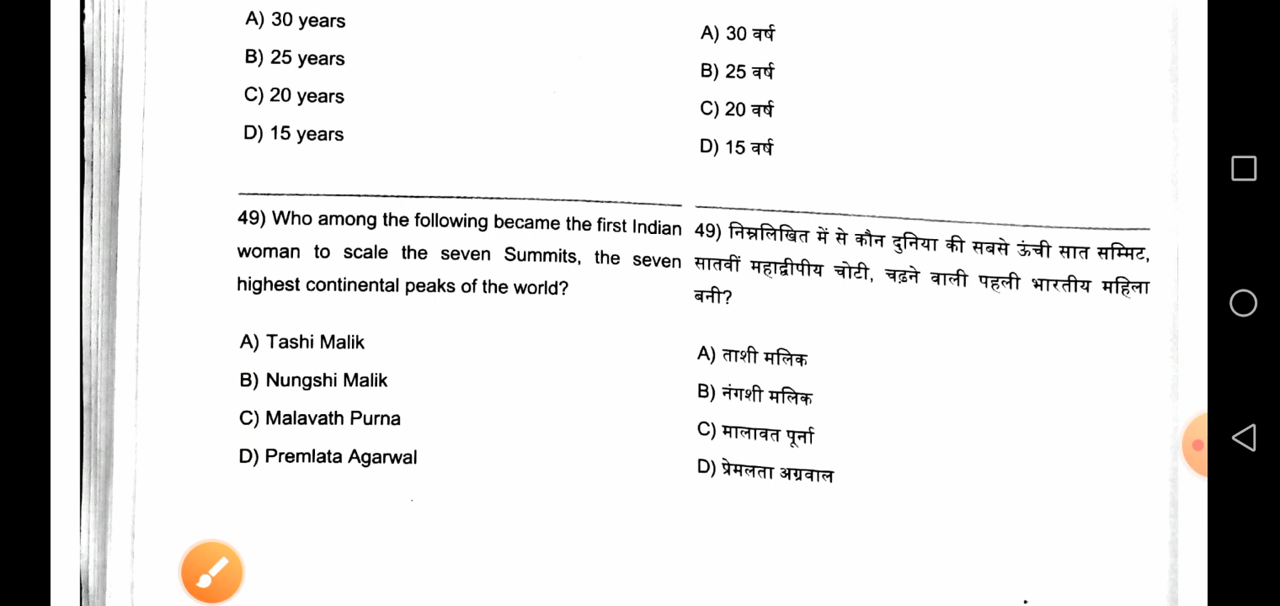 A) 30 years
B) 25 years
C) 20 years
D) 15 years
A) 30 वर्ष
B) 25 वर्ष
C) 20 वर्ष
D) 15 वर्ष
49) Who among the following became the first Indian
woman to scale the seven Summits, the seven
highest continental peaks of the world?
A) Tashi Malik
B) Nungshi Malik
C) Malavath Purna
D) Premlata Agarwal
49) निम्नलिखित में से कौन दुनिया की सबसे ऊंची सात सम्मिट,
सातवीं महाद्वीपीय चोटी, चढ़ने वाली पहली भारतीय महिला
बनी?
A) ताशी मलिक
B) नंगशी मलिक
C) मालावत पूर्ना
D) प्रेमलता अग्रवाल